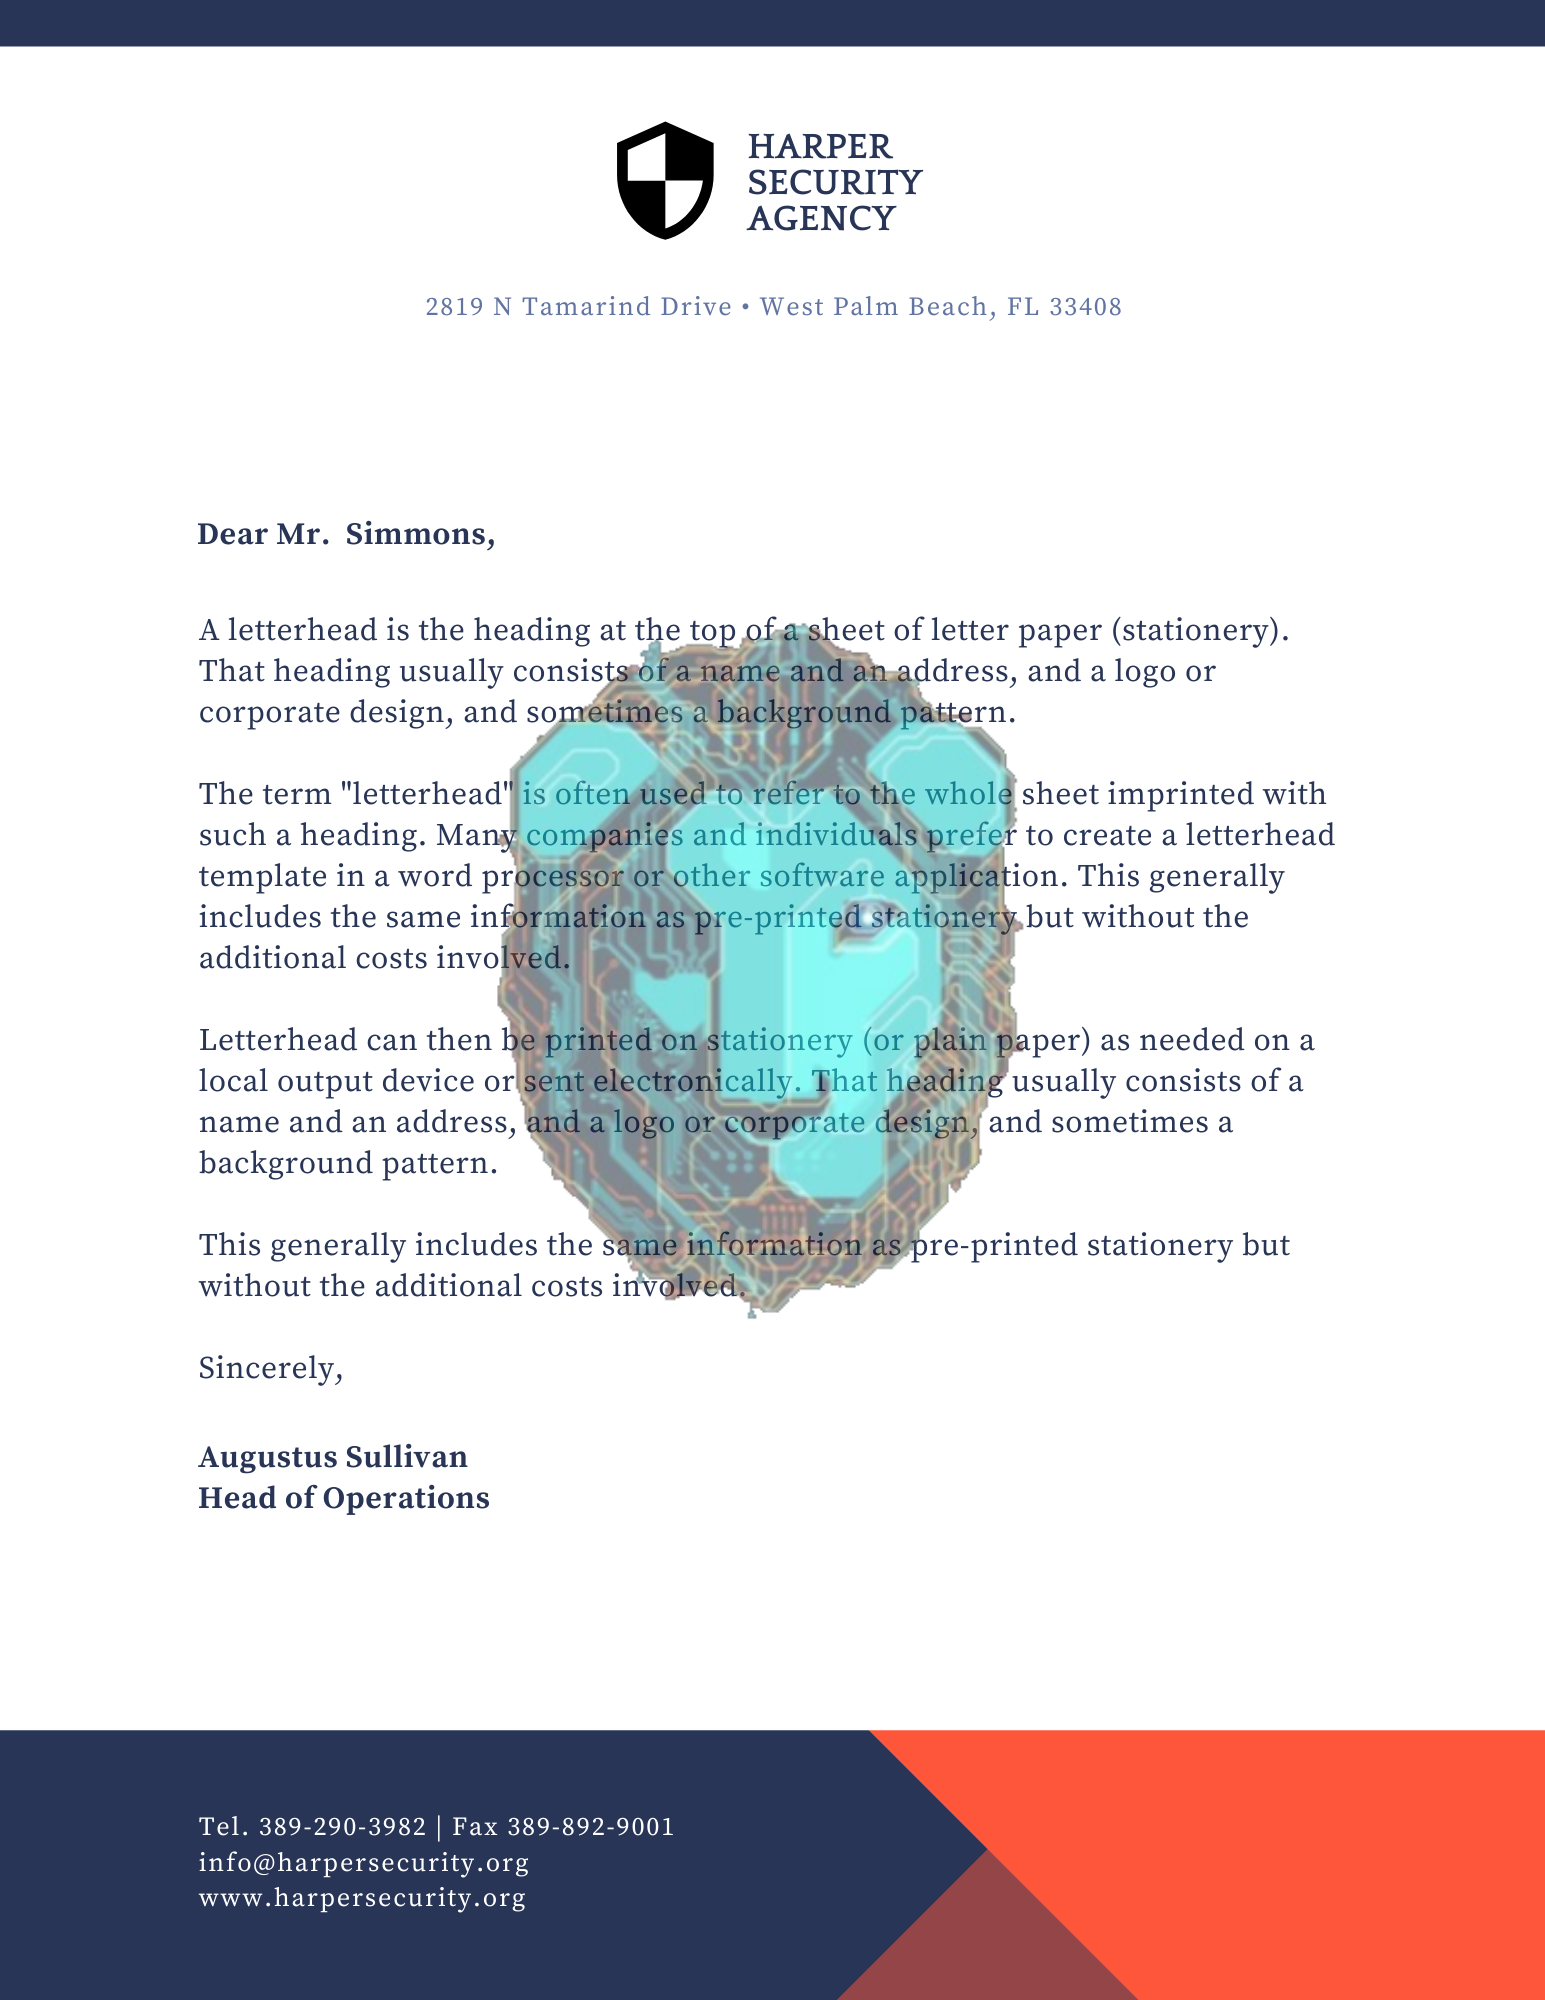 HARPER
SECURITY
AGENCY
2819 N Tamarind Drive • West Palm Beach, FL 33408
Dear Mr.  Simmons,
A letterhead is the heading at the top of a sheet of letter paper (stationery).
That heading usually consists of a name and an address, and a logo or
corporate design, and sometimes a background pattern.
The term "letterhead" is often used to refer to the whole sheet imprinted with
such a heading. Many companies and individuals prefer to create a letterhead
template in a word processor or other software application. This generally
includes the same information as pre-printed stationery but without the
additional costs involved.
Letterhead can then be printed on stationery (or plain paper) as needed on a
local output device or sent electronically. That heading usually consists of a
name and an address, and a logo or corporate design, and sometimes a
background pattern.
This generally includes the same information as pre-printed stationery but
without the additional costs involved.
Sincerely,
Augustus Sullivan
Head of Operations
Tel. 389-290-3982 | Fax 389-892-9001
info@harpersecurity.org
www.harpersecurity.org